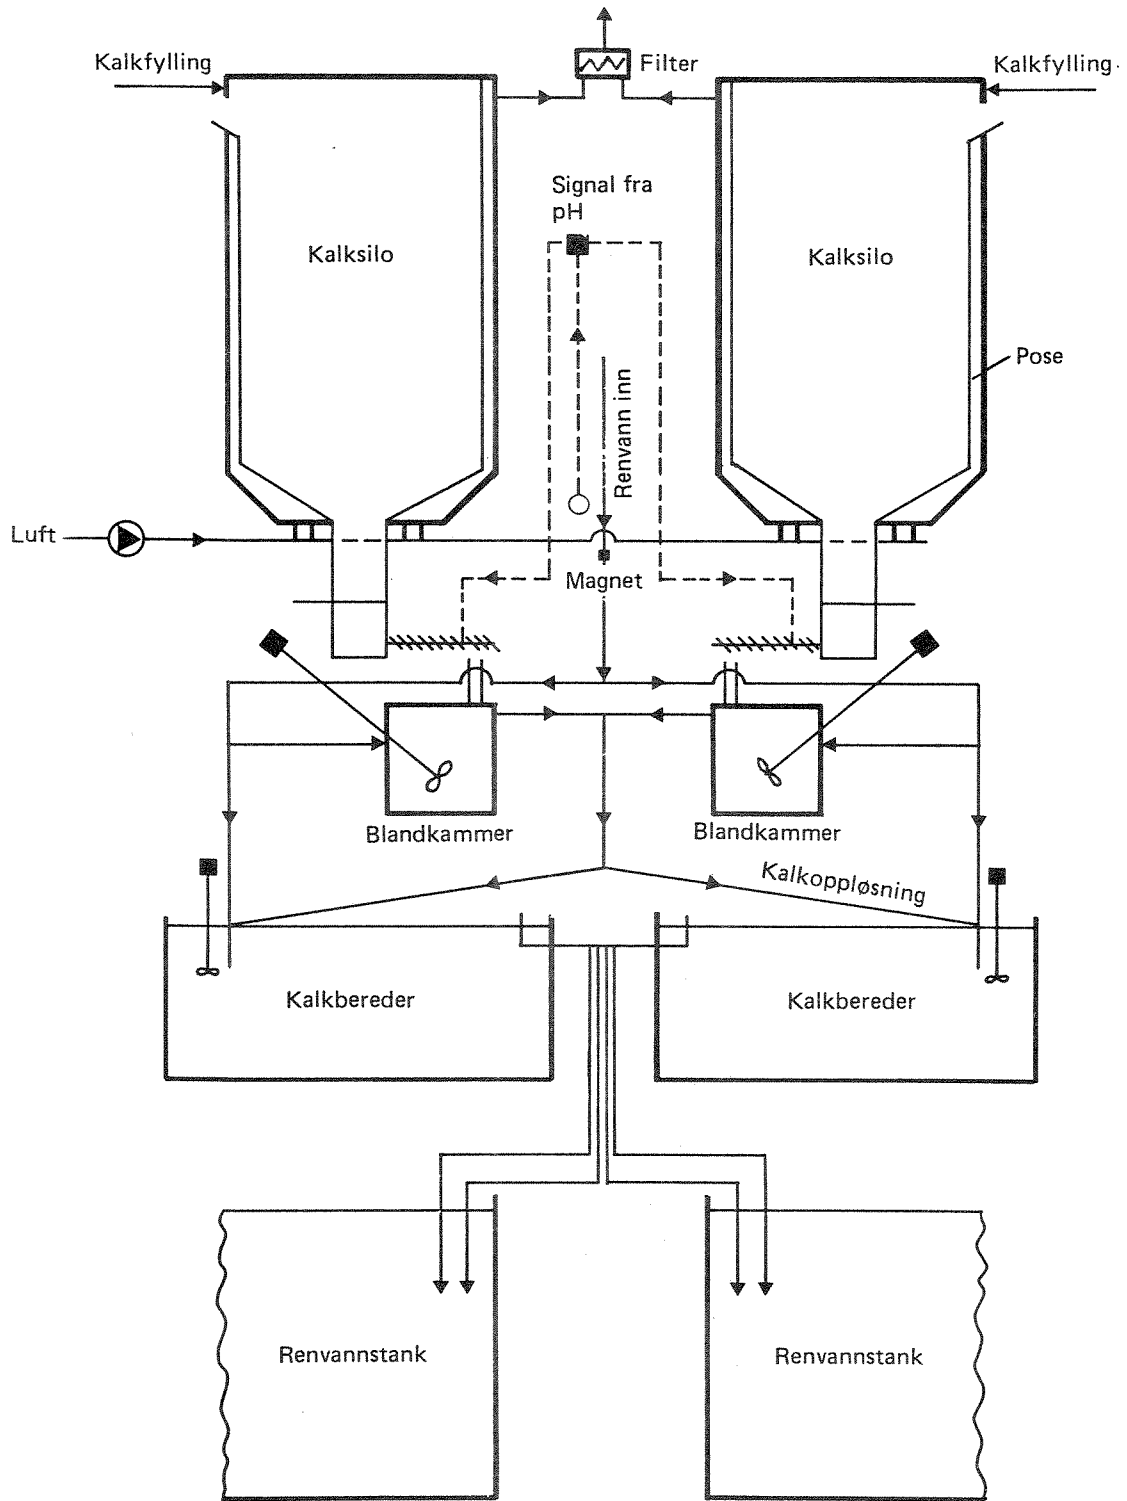 Kalkfylling
Filter
Kalkfylling
Signal fra
pH
Kalksilo
Kalksilo
Pose
Renvann inn
Luft
Magnet
Blandkammer
Blandkammer
Kalkoppløsning
Kalkbereder
Kalkbereder
Renvannstank
Renvannstank